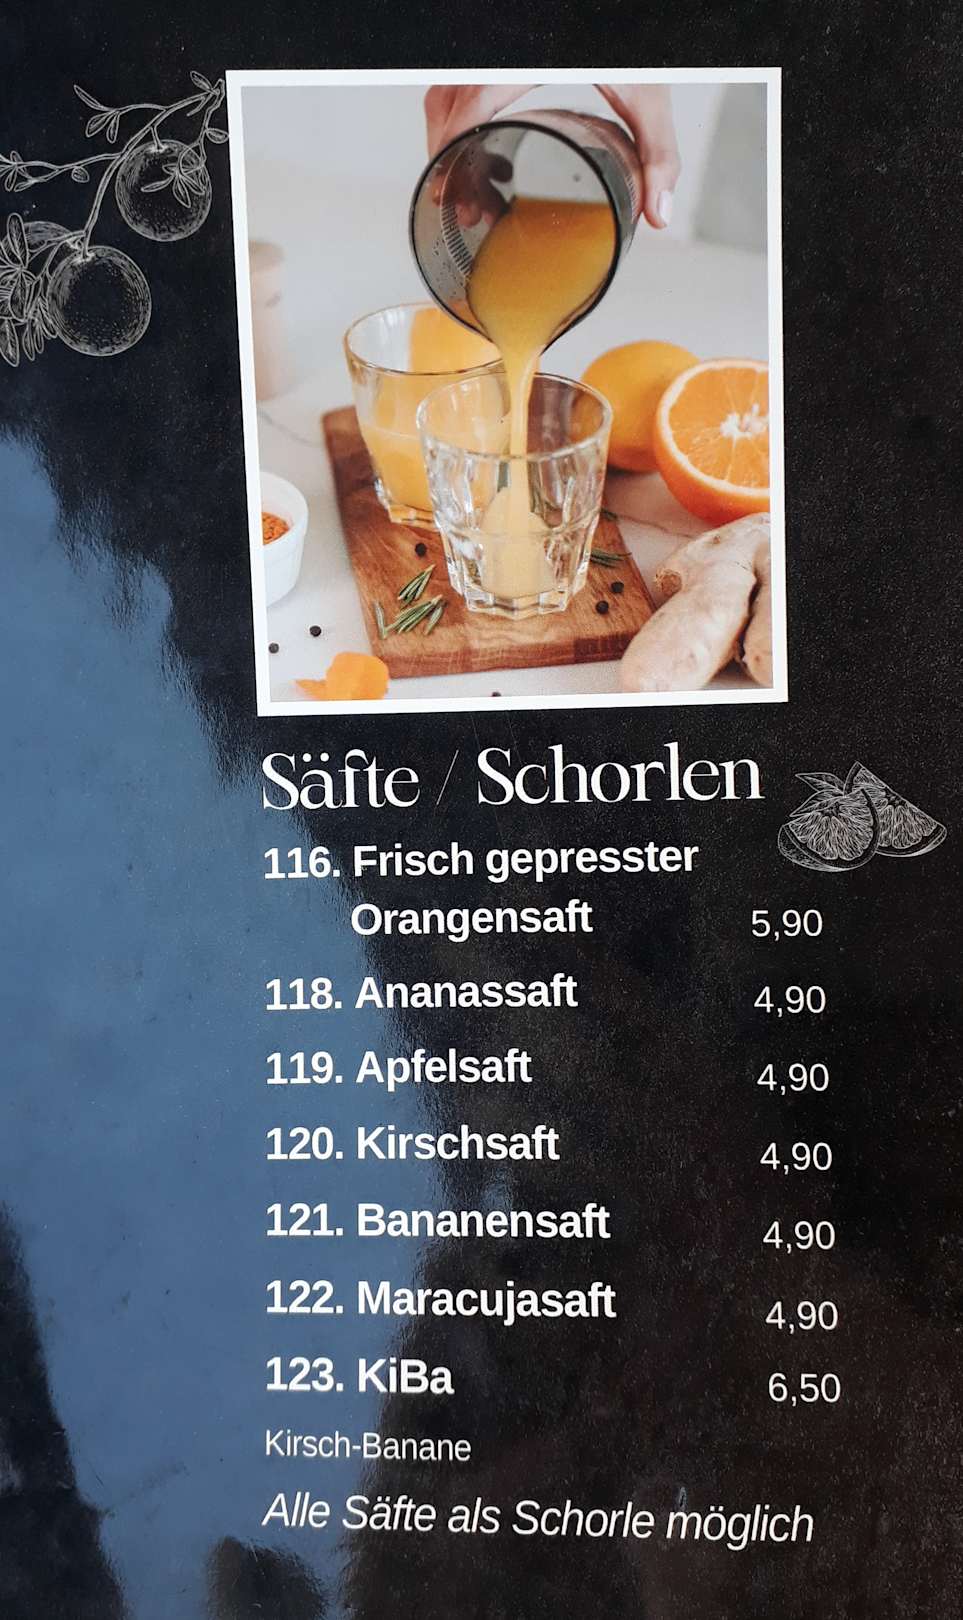 Säfte / Schorlen
116. Frisch gepresster
Orangensaft 5,90
118. Ananassaft 4,90
119. Apfelsaft 4,90
120. Kirschsaft 4,90
121. Bananensaft 4,90
122. Maracujasaft 4,90
123. KiBa 6,50
Kirsch-Banane
Alle Säfte als Schorle möglich